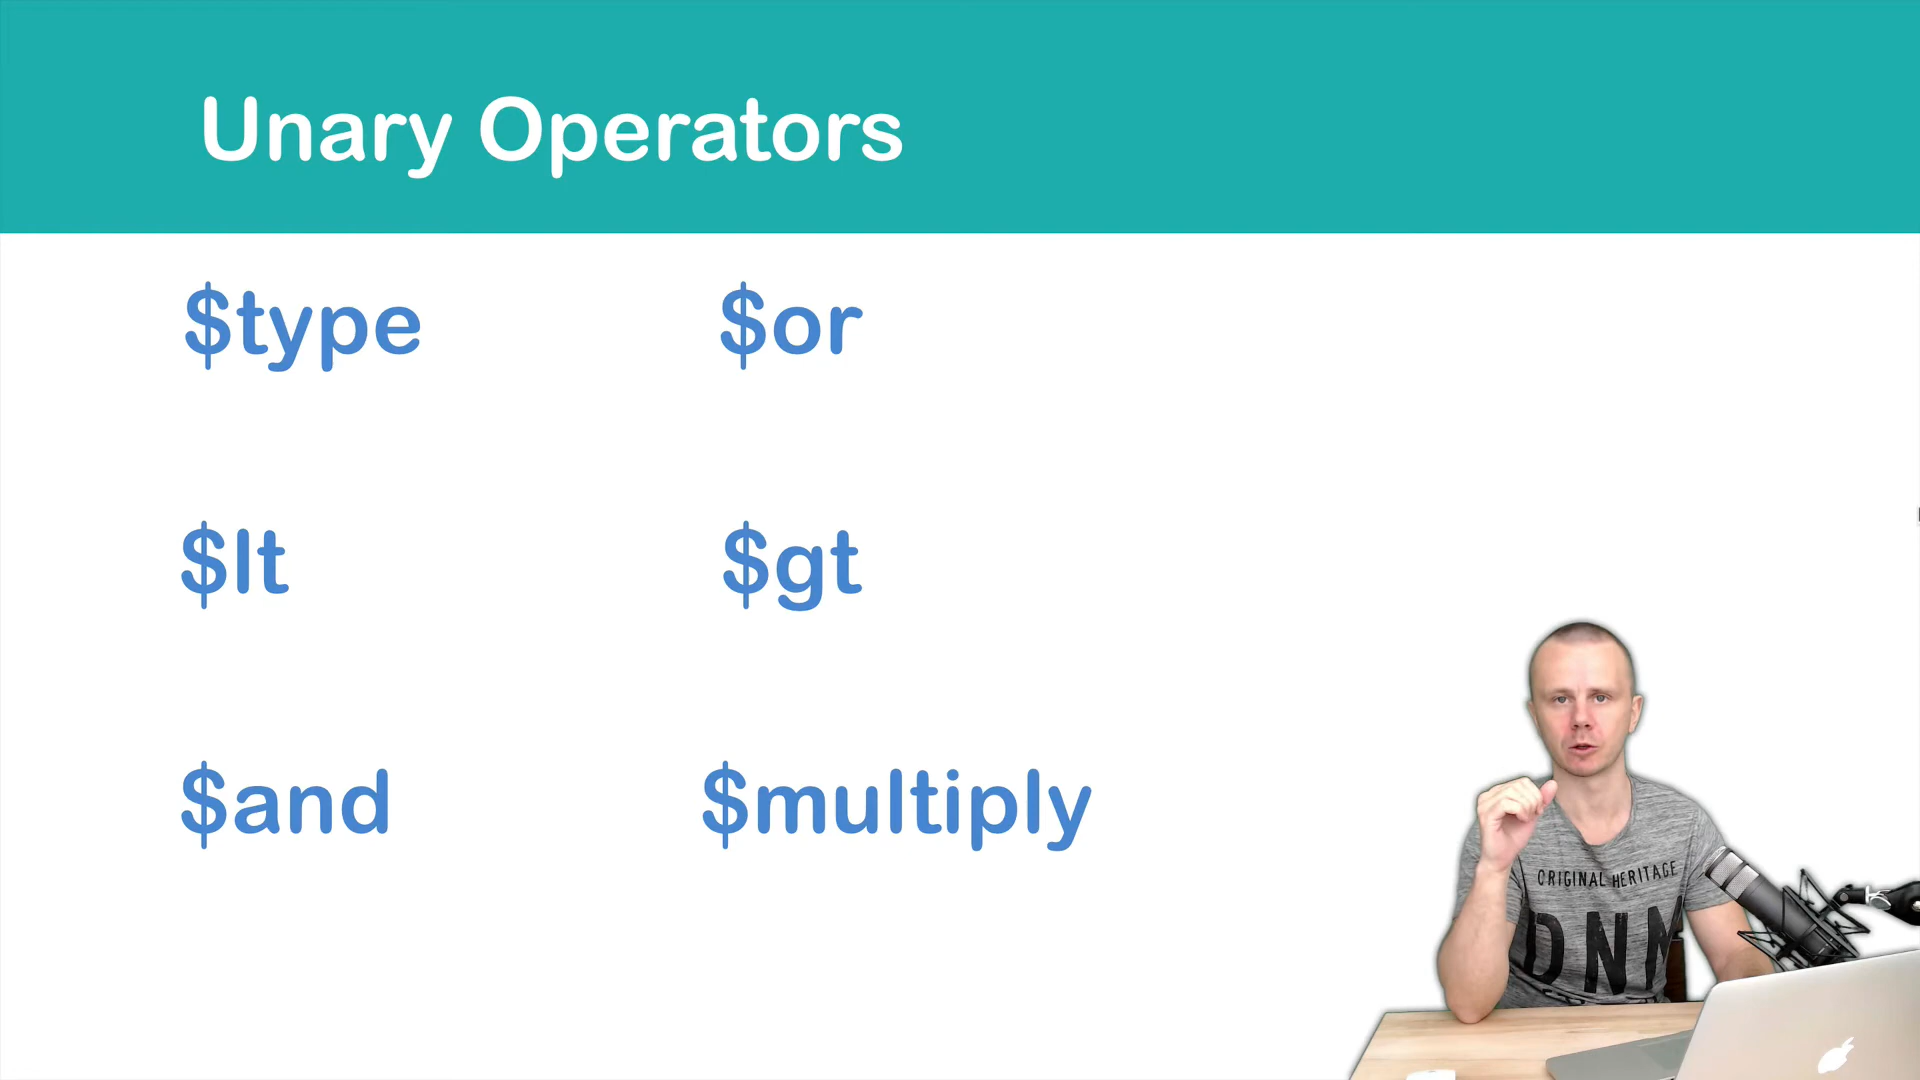 Unary Operators
$type $or
$lt $gt
$and $multiply
ORIGINAL HERITAGE
DNM